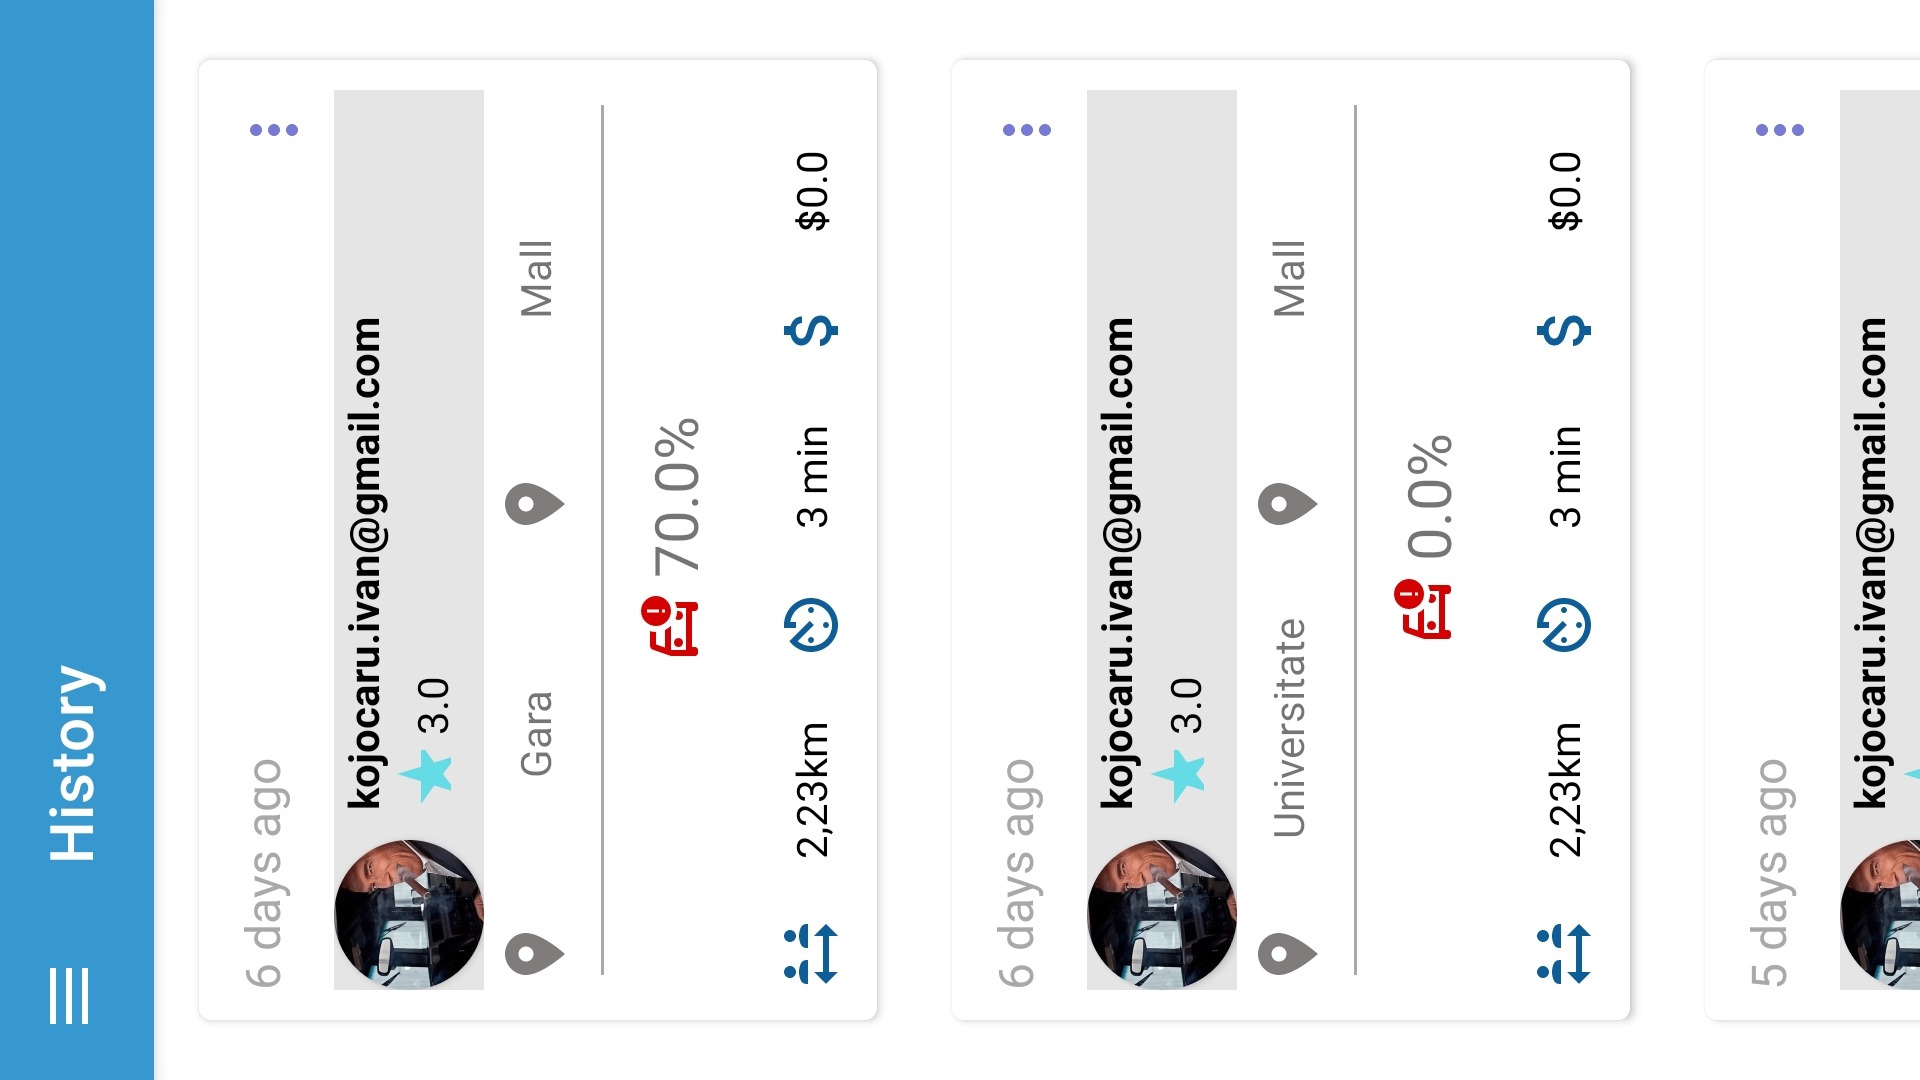 History
6 days ago
kojocaru.ivan@gmail.com
3.0
Gara Mall
70.0%
2,23km 3 min $0.0
6 days ago
kojocaru.ivan@gmail.com
3.0
Universitate Mall
0.0%
2,23km 3 min $0.0
5 days ago
kojocaru.ivan@gmail.com